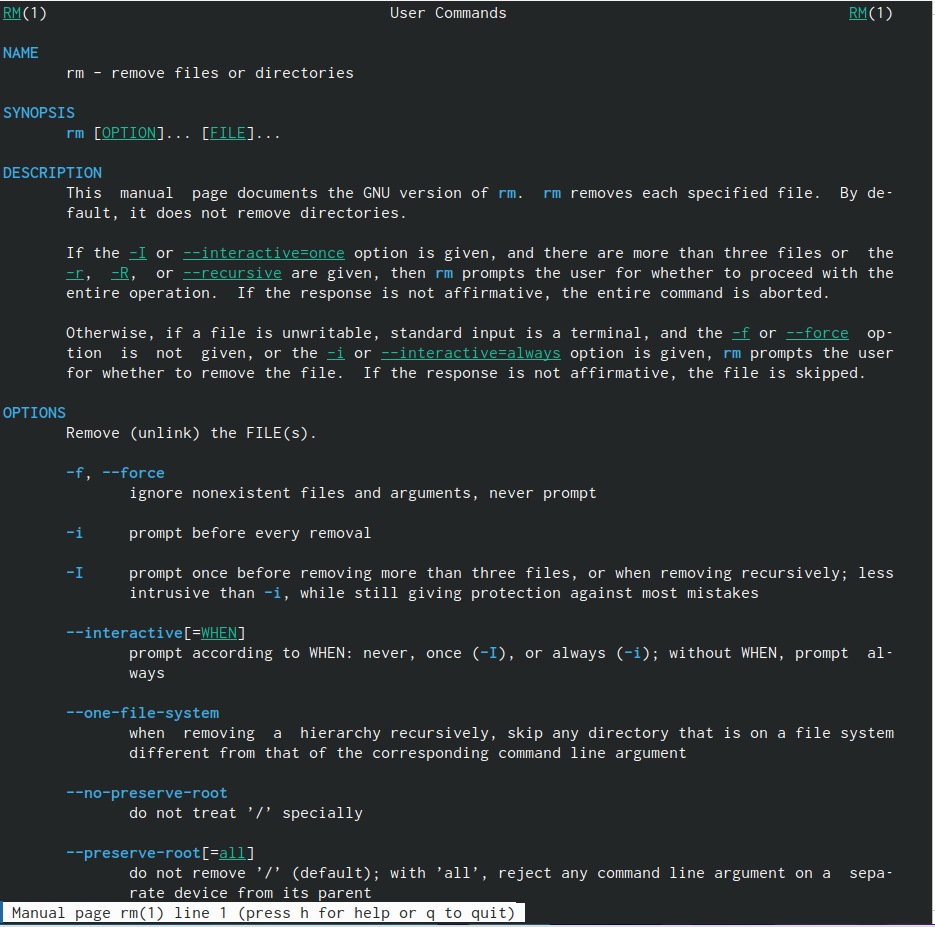 RM(1) User Commands RM(1)
NAME
rm - remove files or directories
SYNOPSIS
rm [OPTION]... [FILE]...
DESCRIPTION
This manual page documents the GNU version of rm. rm removes each specified file. By de-
fault, it does not remove directories.
If the -I or --interactive=once option is given, and there are more than three files or the
-r, -R, or --recursive are given, then rm prompts the user for whether to proceed with the
entire operation. If the response is not affirmative, the entire command is aborted.
Otherwise, if a file is unwritable, standard input is a terminal, and the -f or --force op-
tion is not given, or the -i or --interactive=always option is given, rm prompts the user
for whether to remove the file. If the response is not affirmative, the file is skipped.
OPTIONS
Remove (unlink) the FILE(s).
-f, --force
ignore nonexistent files and arguments, never prompt
-i prompt before every removal
-I prompt once before removing more than three files, or when removing recursively; less
intrusive than -i, while still giving protection against most mistakes
--interactive[=WHEN]
prompt according to WHEN: never, once (-I), or always (-i); without WHEN, prompt al-
ways
--one-file-system
when removing a hierarchy recursively, skip any directory that is on a file system
different from that of the corresponding command line argument
--no-preserve-root
do not treat ’/’ specially
--preserve-root[=all]
do not remove ’/’ (default); with ’all’, reject any command line argument on a sepa-
rate device from its parent
Manual page rm(1) line 1 (press h for help or q to quit)